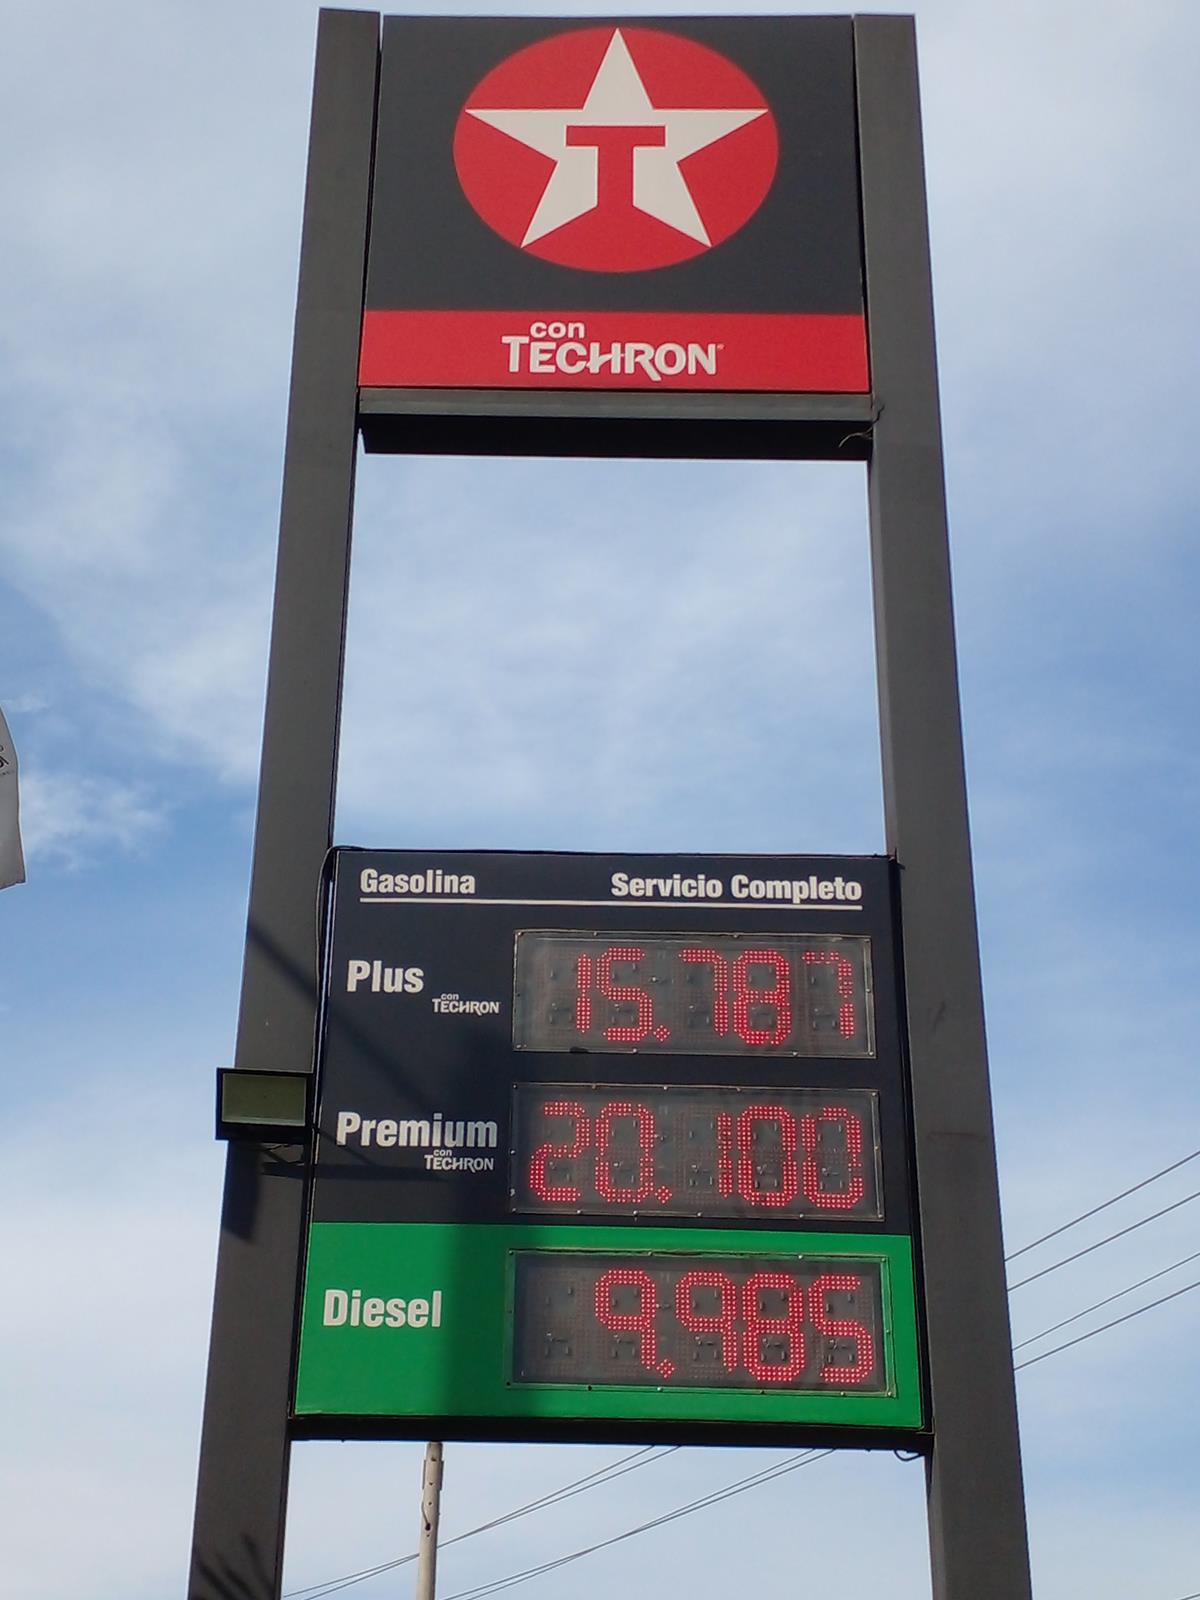 T
con
TECHRON
Gasolina Servicio Completo
Plus 15.787
con
TECHRON
Premium 20.100
con
TECHRON
Diesel 9.985